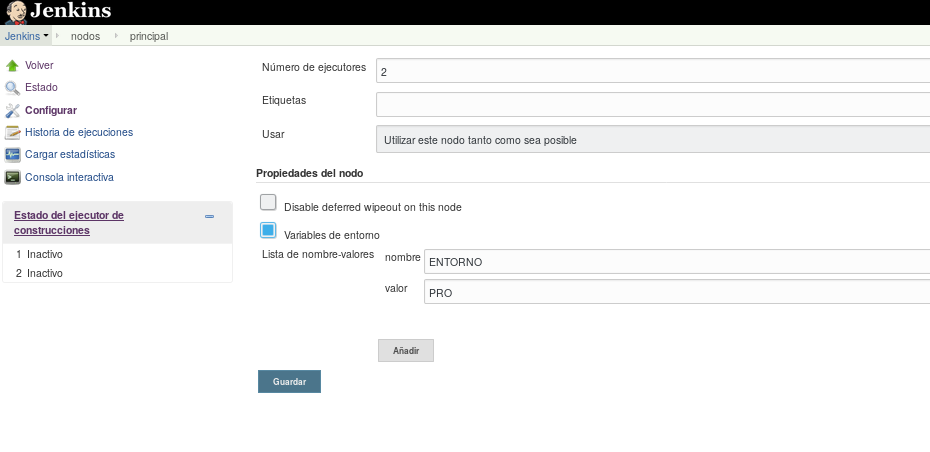 Jenkins
Jenkins nodos principal
Volver
Estado
Configurar
Historia de ejecuciones
Cargar estadísticas
Consola interactiva
Estado del ejecutor de
construcciones
1 Inactivo
2 Inactivo
Número de ejecutores 2
Etiquetas
Usar Utilizar este nodo tanto como sea posible
Propiedades del nodo
Disable deferred wipeout on this node
Variables de entorno
Lista de nombre-valores nombre ENTORNO
valor PRO
Añadir
Guardar